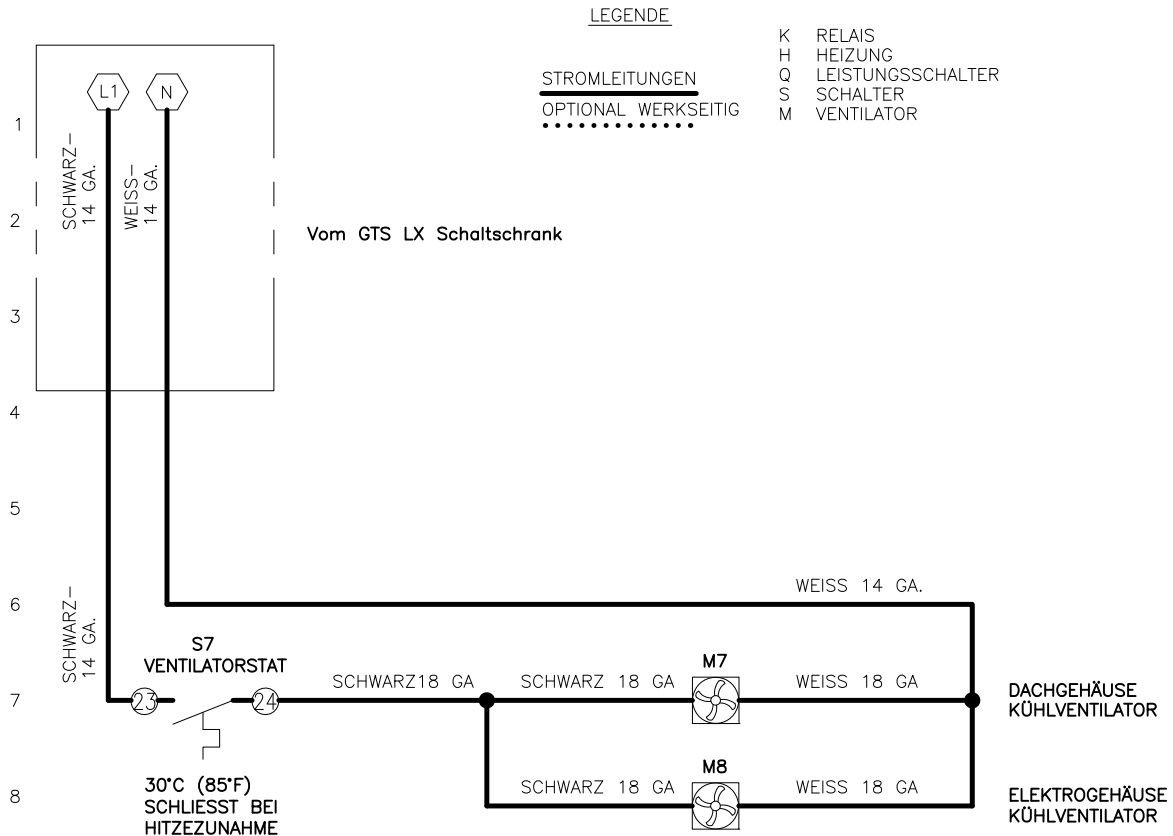 LEGENDE
K RELAIS
H HEIZUNG
Q LEISTUNGSSCHALTER
S SCHALTER
M VENTILATOR
STROMLEITUNGEN
OPTIONAL WERKSEITIG
L1
N
1
SCHWARZ–
14 GA.
WEISS–
14 GA.
2
Vom GTS LX Schaltschrank
3
4
5
6
WEISS 14 GA.
SCHWARZ–
14 GA.
S7
VENTILATORSTAT
7
23
24
SCHWARZ18 GA
SCHWARZ 18 GA
M7
WEISS 18 GA
DACHGEHÄUSE
KÜHLVENTILATOR
30°C (85°F)
SCHLIESST BEI
HITZEZUNAHME
8
SCHWARZ 18 GA
M8
WEISS 18 GA
ELEKTROGEHÄUSE
KÜHLVENTILATOR